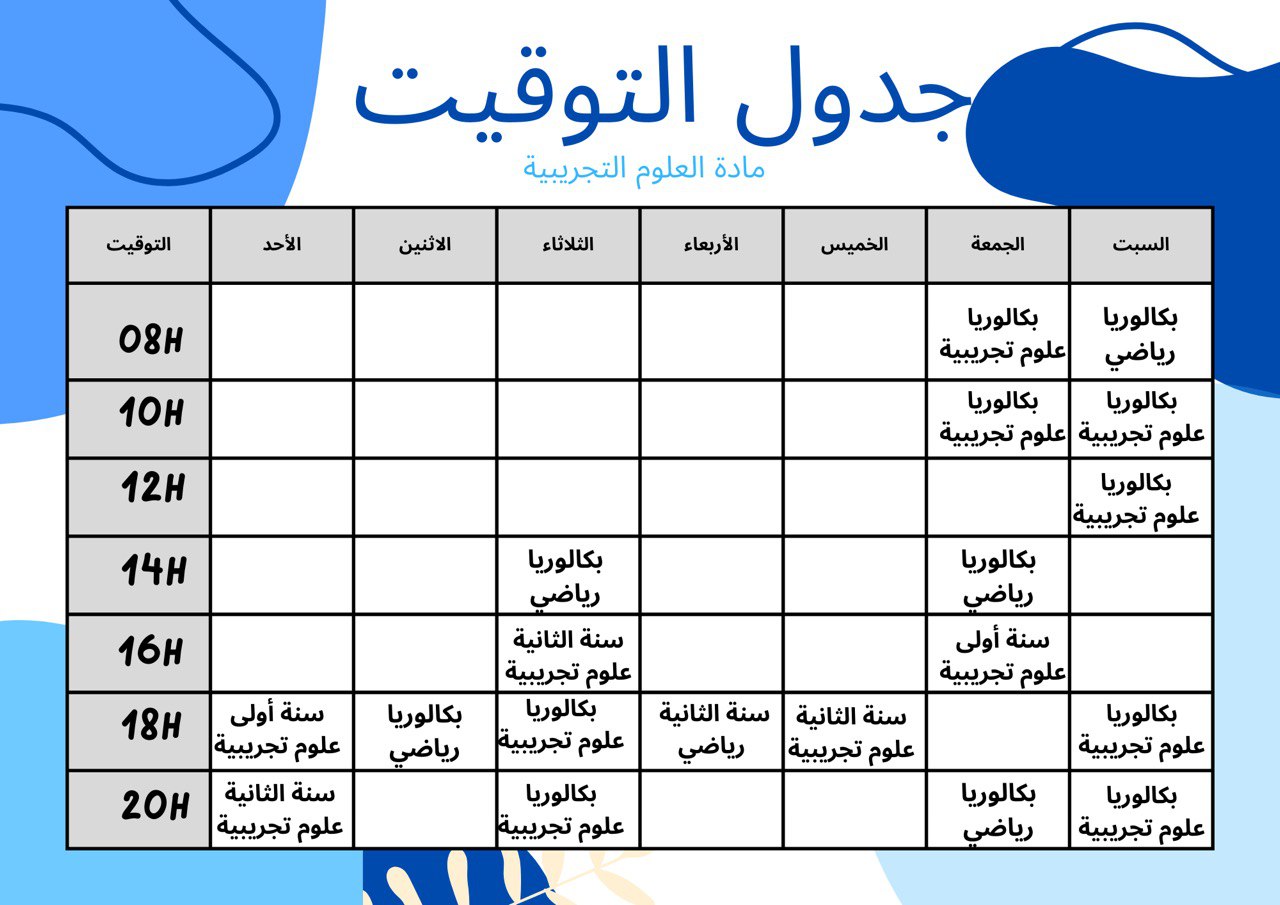 جدول التوقيت
مادة العلوم التجريبية
التوقيت الأحد الاثنين الثلاثاء الأربعاء الخميس الجمعة السبت
08H
بكالوريا
علوم تجريبية
بكالوريا
رياضي
10H
بكالوريا
علوم تجريبية
بكالوريا
علوم تجريبية
12H
بكالوريا
علوم تجريبية
14H
بكالوريا
رياضي
بكالوريا
رياضي
16H
سنة الثانية
علوم تجريبية
سنة أولى
علوم تجريبية
18H
سنة أولى
علوم تجريبية
بكالوريا
رياضي
بكالوريا
علوم تجريبية
سنة الثانية
رياضي
سنة الثانية
علوم تجريبية
بكالوريا
علوم تجريبية
20H
سنة الثانية
علوم تجريبية
بكالوريا
علوم تجريبية
بكالوريا
رياضي
بكالوريا
علوم تجريبية